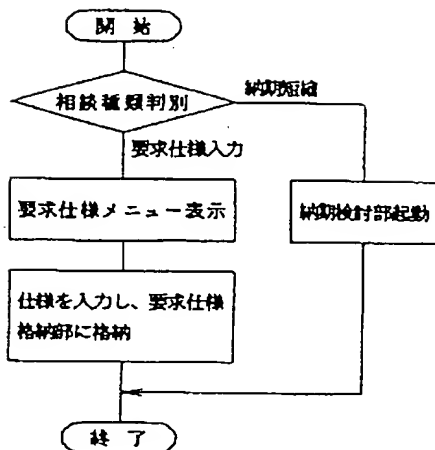 開始
相談種類判別
納期短縮
要求仕様入力
要求仕様メニュー表示
納期検討部起動
仕様を入力し、要求仕様
格納部に格納
終了